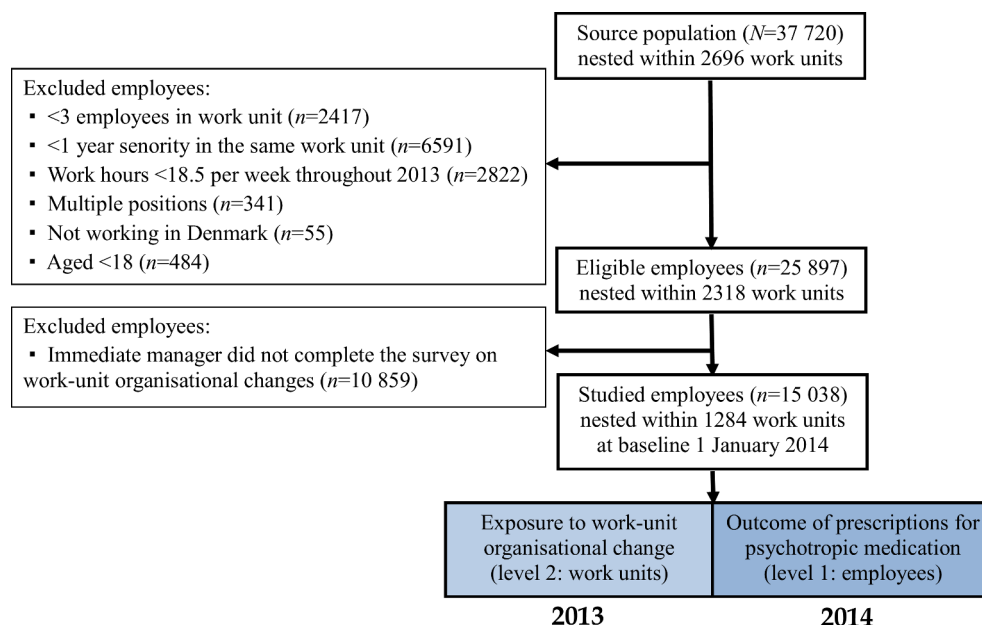 Source population (N=37 720)
nested within 2696 work units
Excluded employees:
▪ <3 employees in work unit (n=2417)
▪ <1 year senority in the same work unit (n=6591)
▪ Work hours <18.5 per week throughout 2013 (n=2822)
▪ Multiple positions (n=341)
▪ Not working in Denmark (n=55)
▪ Aged <18 (n=484)
Eligible employees (n=25 897)
nested within 2318 work units
Excluded employees:
▪ Immediate manager did not complete the survey on
work-unit organisational changes (n=10 859)
Studied employees (n=15 038)
nested within 1284 work units
at baseline 1 January 2014
Exposure to work-unit
organisational change
(level 2: work units)
Outcome of prescriptions for
psychotropic medication
(level 1: employees)
2013
2014